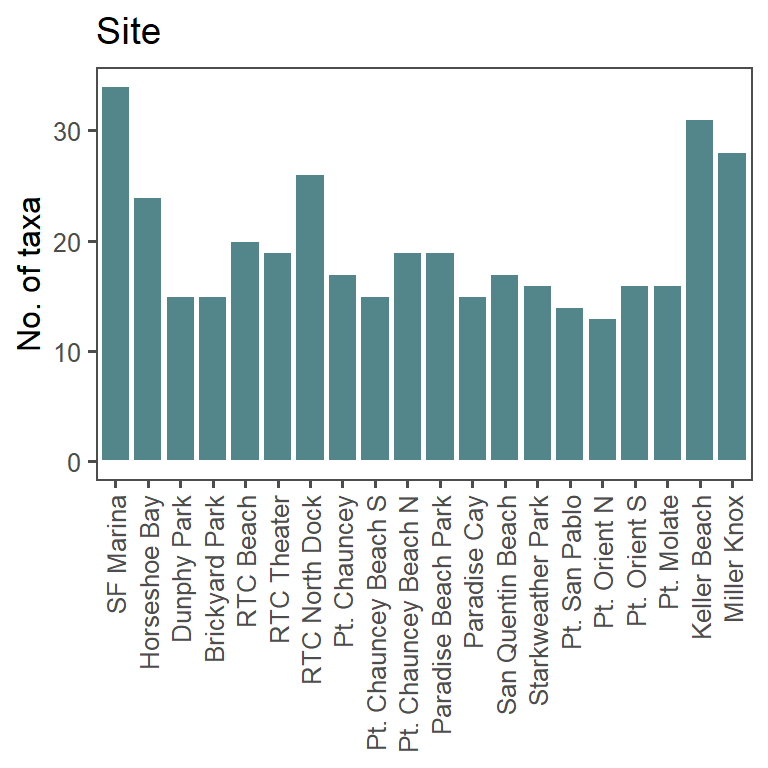 Site
No. of taxa
30
20
10
0
SF Marina
Horseshoe Bay
Dunphy Park
Brickyard Park
RTC Beach
RTC Theater
RTC North Dock
Pt. Chauncey
Pt. Chauncey Beach S
Pt. Chauncey Beach N
Paradise Beach Park
Paradise Cay
San Quentin Beach
Starkweather Park
Pt. San Pablo
Pt. Orient N
Pt. Orient S
Pt. Molate
Keller Beach
Miller Knox